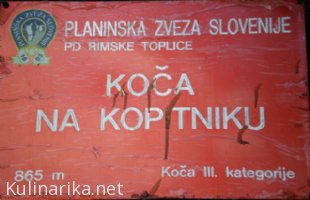 PLANINSKA ZVEZA SLOVENIJE
PD RIMSKE TOPLICE
KOČA
NA KOPITNIKU
865 m Koča III. kategorije
Kulinarika.net